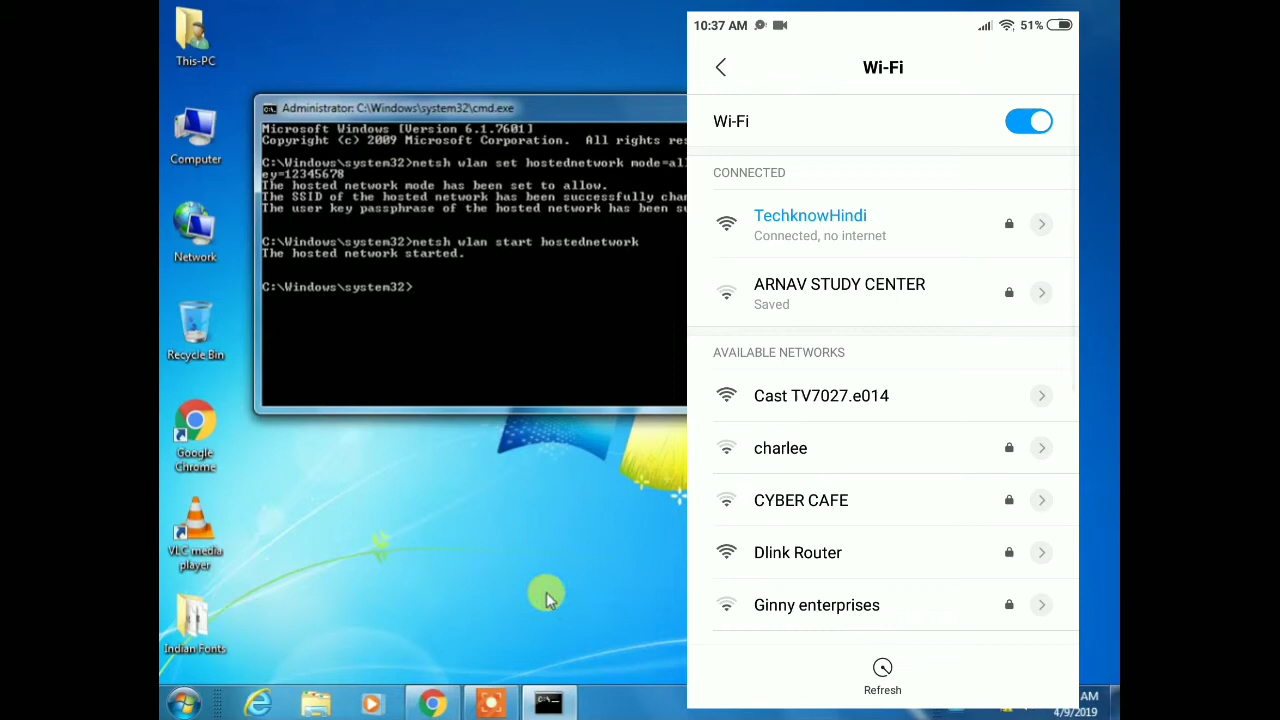 This-PC
Computer
Network
Recycle Bin
Google
Chrome
VLC media
player
Indian Fonts
Administrator: C:\Windows\system32\cmd.exe
Microsoft Windows [Version 6.1.7601]
Copyright (c) 2009 Microsoft Corporation. All rights res
C:\Windows\system32>netsh wlan set hostednetwork mode=all
ey=12345678
The hosted network mode has been set to allow.
The SSID of the hosted network has been successfully chan
The user key passphrase of the hosted network has been su
C:\Windows\system32>netsh wlan start hostednetwork
The hosted network started.
C:\Windows\system32>
10:37 AM 51%
Wi-Fi
Wi-Fi
CONNECTED
TechknowHindi
Connected, no internet
ARNAV STUDY CENTER
Saved
AVAILABLE NETWORKS
Cast TV7027.e014
charlee
CYBER CAFE
Dlink Router
Ginny enterprises
Refresh
AM
4/9/2019